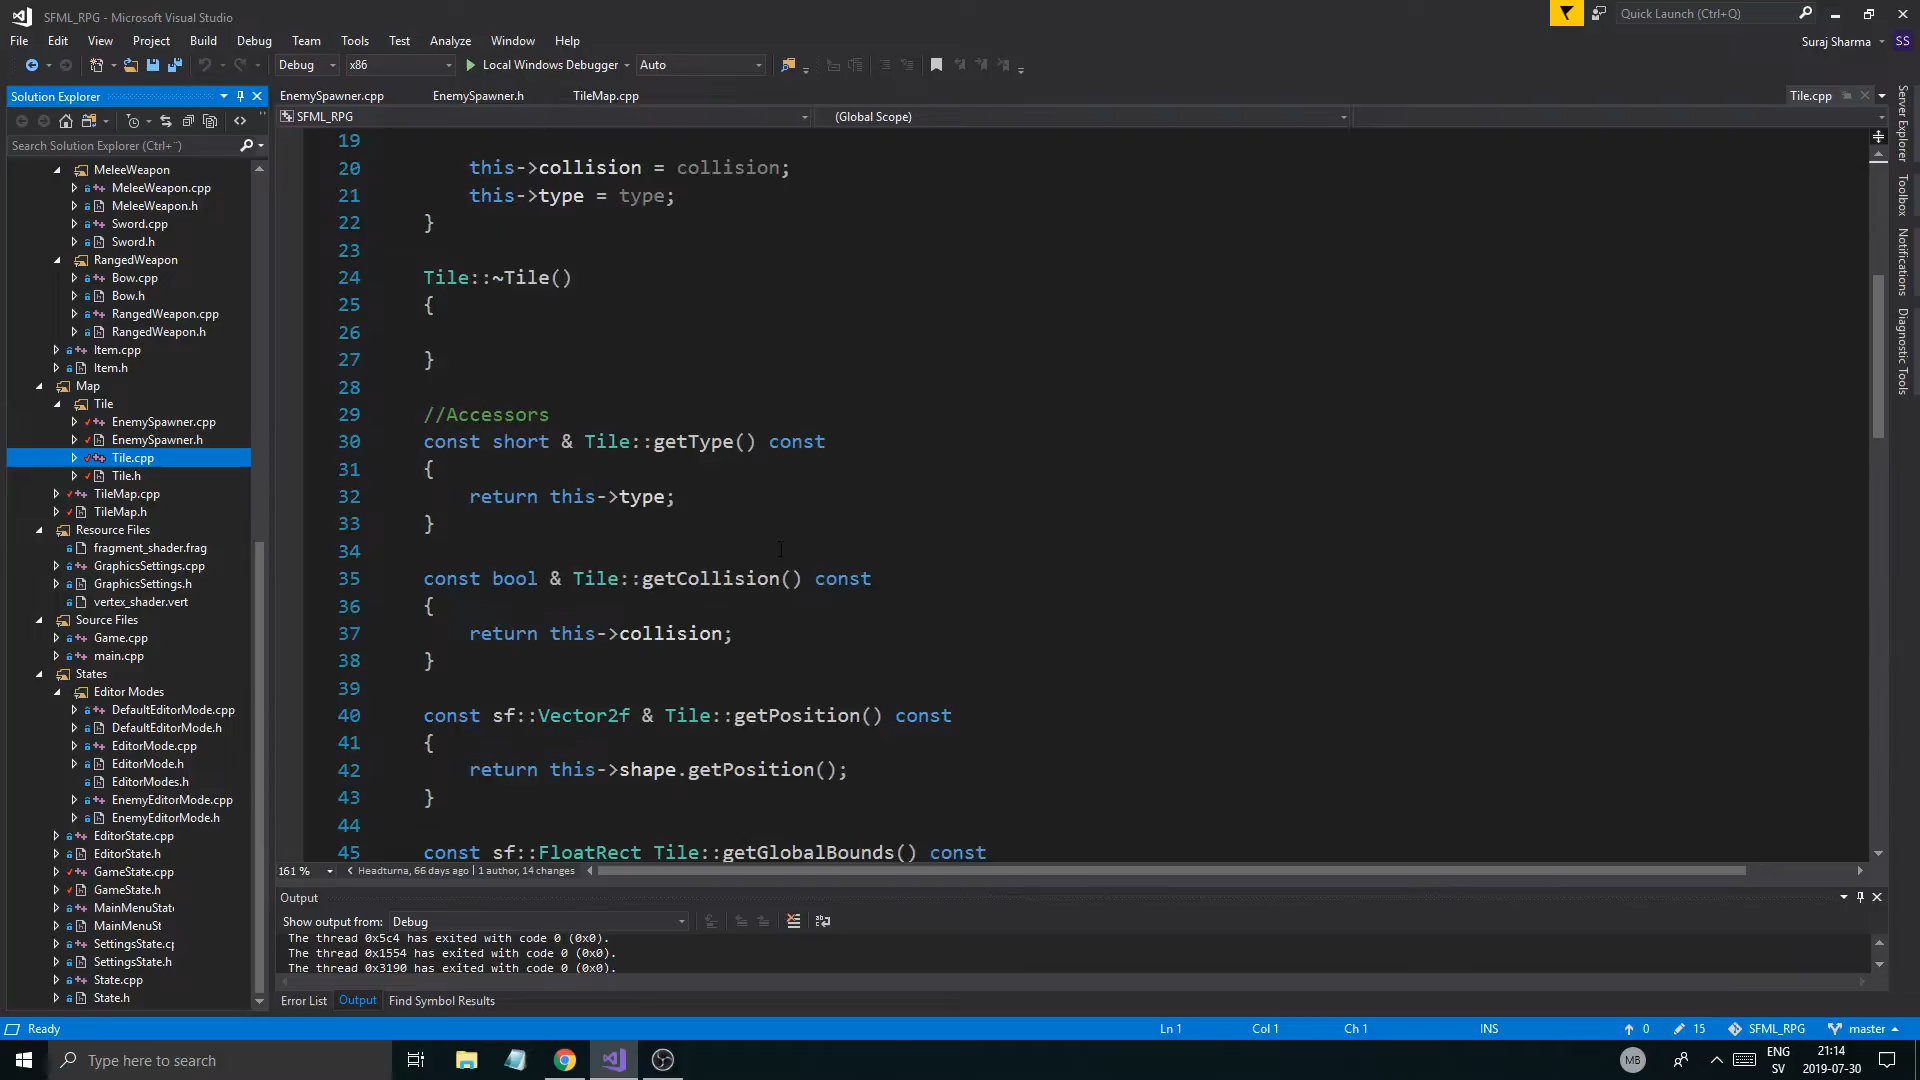 SFML_RPG - Microsoft Visual Studio
Quick Launch (Ctrl+Q)
File Edit View Project Build Debug Team Tools Test Analyze Window Help
Suraj Sharma SS
Debug x86 Local Windows Debugger Auto
Solution Explorer
EnemySpawner.cpp EnemySpawner.h TileMap.cpp Tile.cpp
SFML_RPG (Global Scope)
Search Solution Explorer (Ctrl+¨)
MeleeWeapon
MeleeWeapon.cpp
MeleeWeapon.h
Sword.cpp
Sword.h
RangedWeapon
Bow.cpp
Bow.h
RangedWeapon.cpp
RangedWeapon.h
Item.cpp
Item.h
Map
Tile
EnemySpawner.cpp
EnemySpawner.h
Tile.cpp
Tile.h
TileMap.cpp
TileMap.h
Resource Files
fragment_shader.frag
GraphicsSettings.cpp
GraphicsSettings.h
vertex_shader.vert
Source Files
Game.cpp
main.cpp
States
Editor Modes
DefaultEditorMode.cpp
DefaultEditorMode.h
EditorMode.cpp
EditorMode.h
EditorModes.h
EnemyEditorMode.cpp
EnemyEditorMode.h
EditorState.cpp
EditorState.h
GameState.cpp
GameState.h
MainMenuState
MainMenuSt
SettingsState.cp
SettingsState.h
State.cpp
State.h
19
20 this->collision = collision;
21 this->type = type;
22 }
23
24 Tile::~Tile()
25 {
26
27 }
28
29 //Accessors
30 const short & Tile::getType() const
31 {
32 return this->type;
33 }
34
35 const bool & Tile::getCollision() const
36 {
37 return this->collision;
38 }
39
40 const sf::Vector2f & Tile::getPosition() const
41 {
42 return this->shape.getPosition();
43 }
44
45 const sf::FloatRect Tile::getGlobalBounds() const
161 % Headturna, 66 days ago | 1 author, 14 changes
Server Explorer
Toolbox
Notifications
Diagnostic Tools
Output
Show output from: Debug
The thread 0x5c4 has exited with code 0 (0x0).
The thread 0x1554 has exited with code 0 (0x0).
The thread 0x3190 has exited with code 0 (0x0).
Error List Output Find Symbol Results
Ready Ln 1 Col 1 Ch 1 INS 0 15 SFML_RPG master
Type here to search
MB
ENG
SV
21:14
2019-07-30